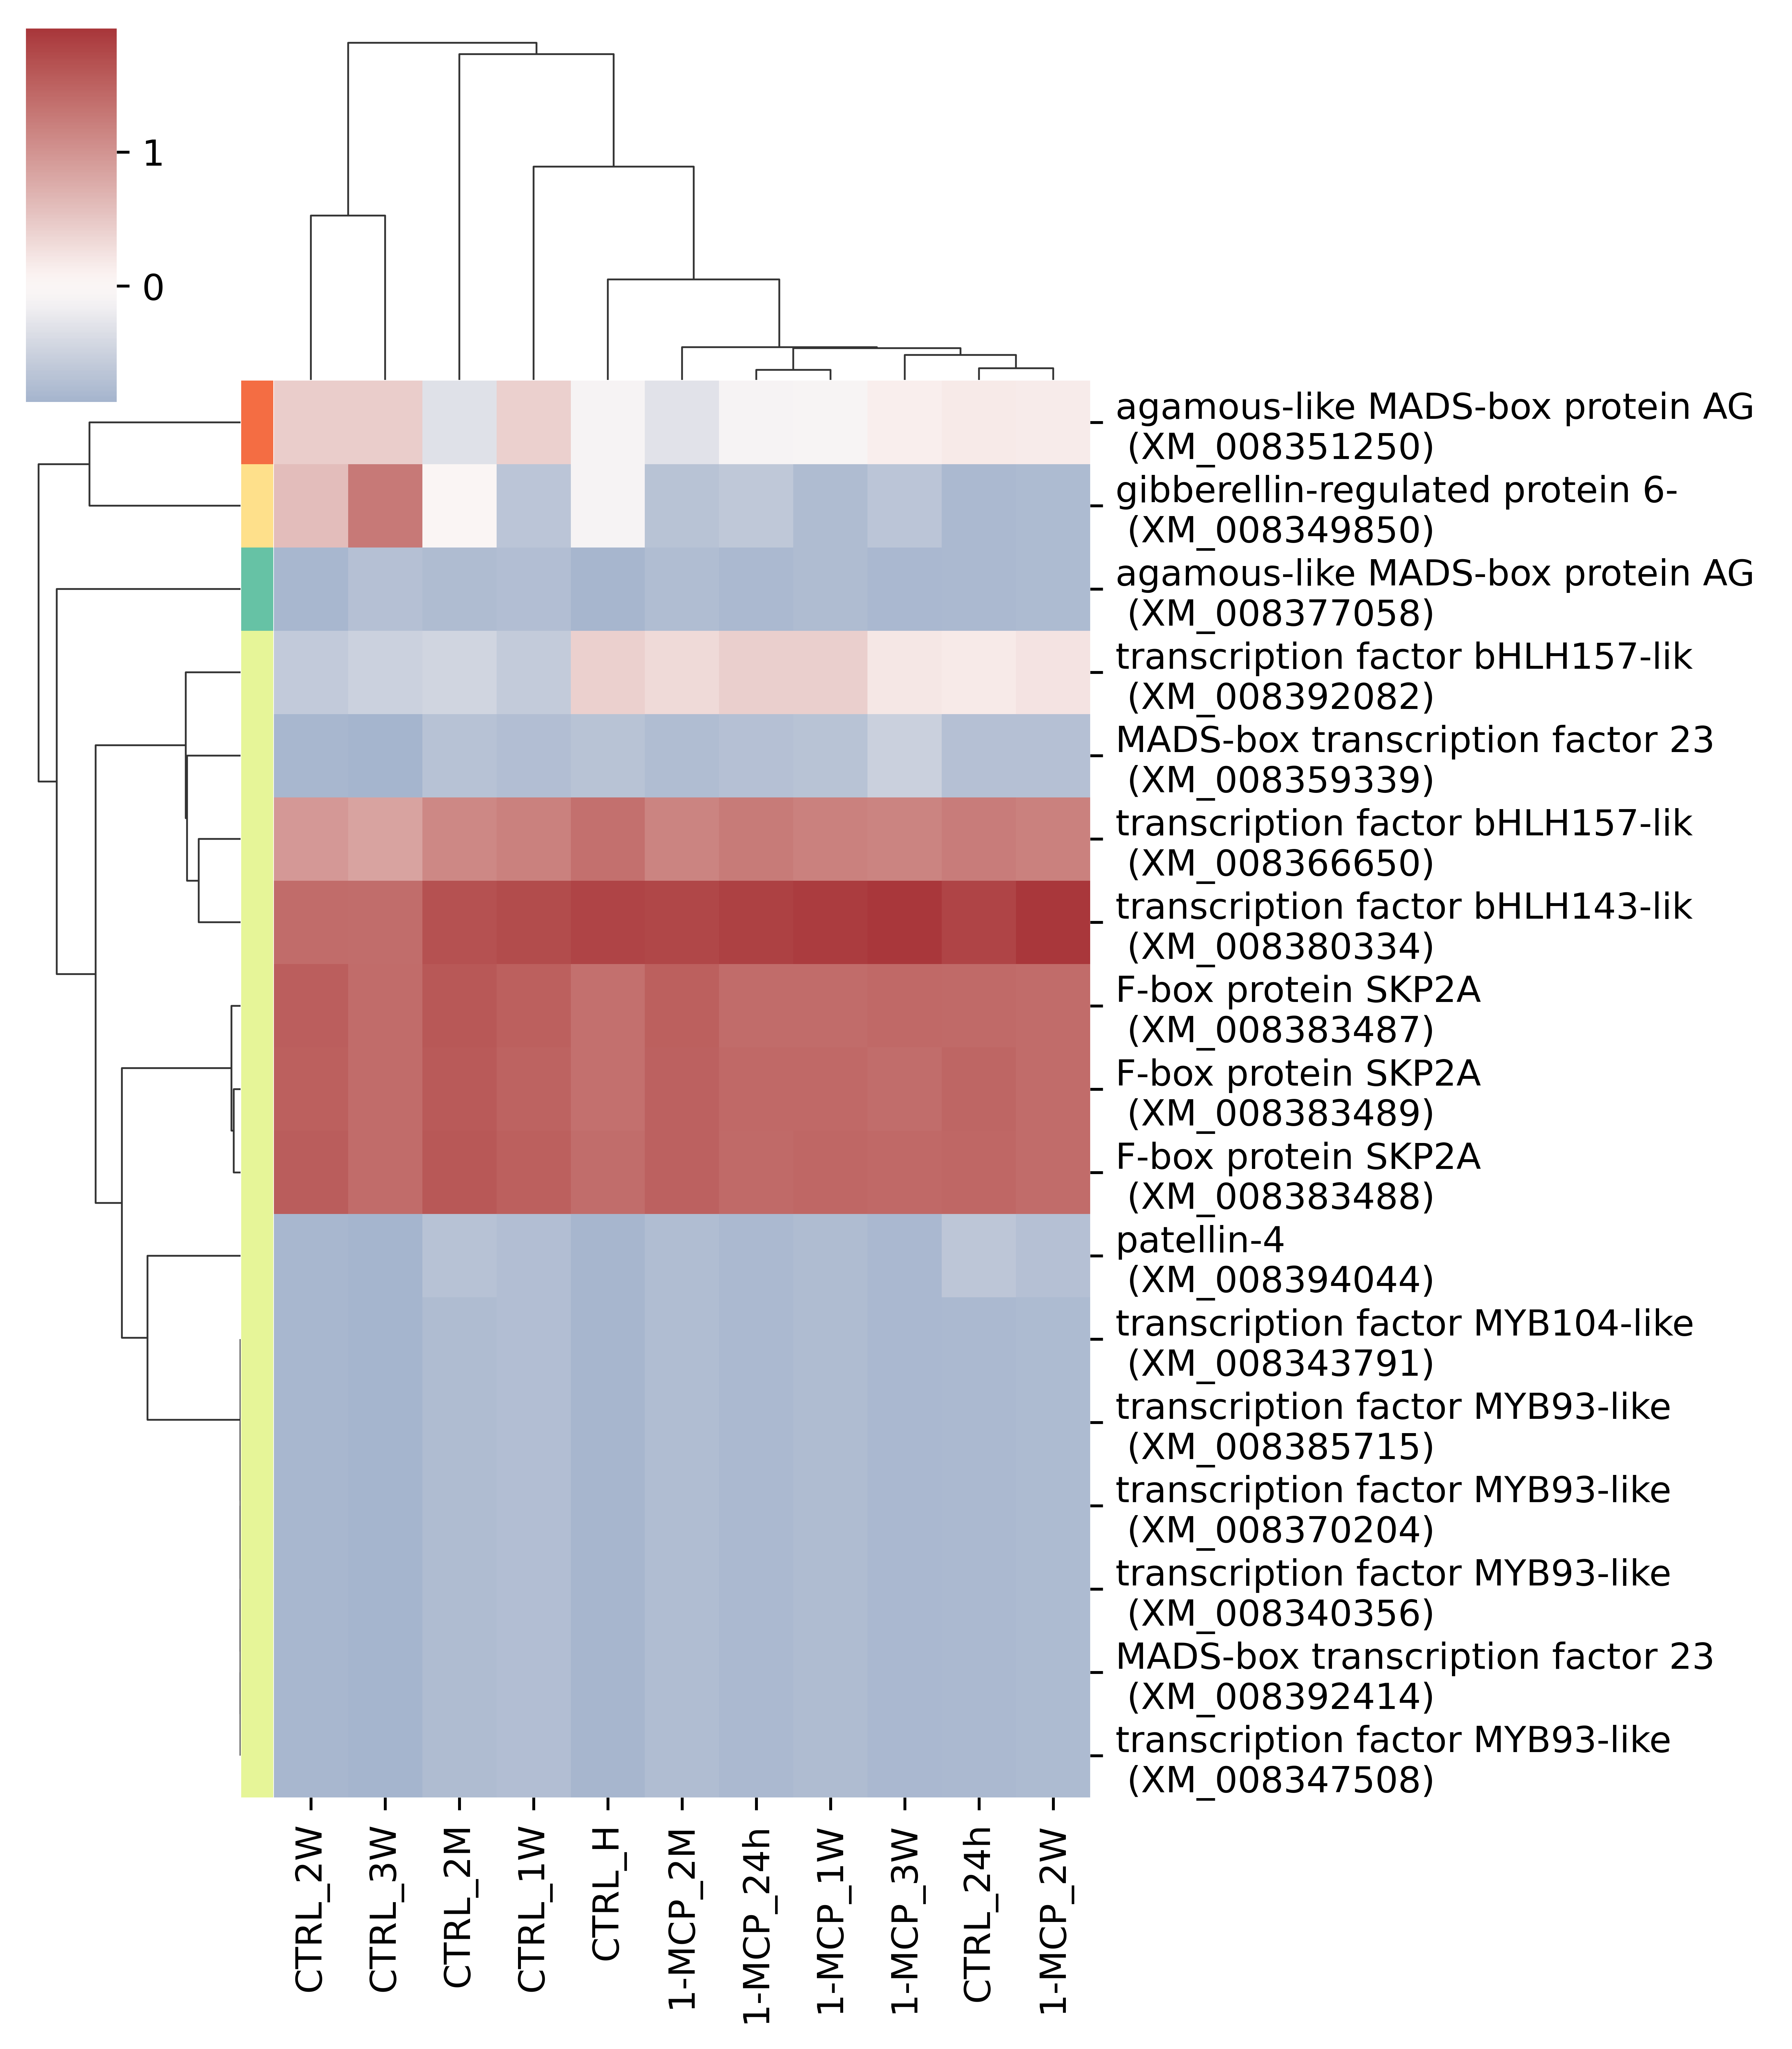 1
0
agamous-like MADS-box protein AG
(XM_008351250)
gibberellin-regulated protein 6-
(XM_008349850)
agamous-like MADS-box protein AG
(XM_008377058)
transcription factor bHLH157-lik
(XM_008392082)
MADS-box transcription factor 23
(XM_008359339)
transcription factor bHLH157-lik
(XM_008366650)
transcription factor bHLH143-lik
(XM_008380334)
F-box protein SKP2A
(XM_008383487)
F-box protein SKP2A
(XM_008383489)
F-box protein SKP2A
(XM_008383488)
patellin-4
(XM_008394044)
transcription factor MYB104-like
(XM_008343791)
transcription factor MYB93-like
(XM_008385715)
transcription factor MYB93-like
(XM_008370204)
transcription factor MYB93-like
(XM_008340356)
MADS-box transcription factor 23
(XM_008392414)
transcription factor MYB93-like
(XM_008347508)
CTRL_2W
CTRL_3W
CTRL_2M
CTRL_1W
CTRL_H
1-MCP_2M
1-MCP_24h
1-MCP_1W
1-MCP_3W
CTRL_24h
1-MCP_2W